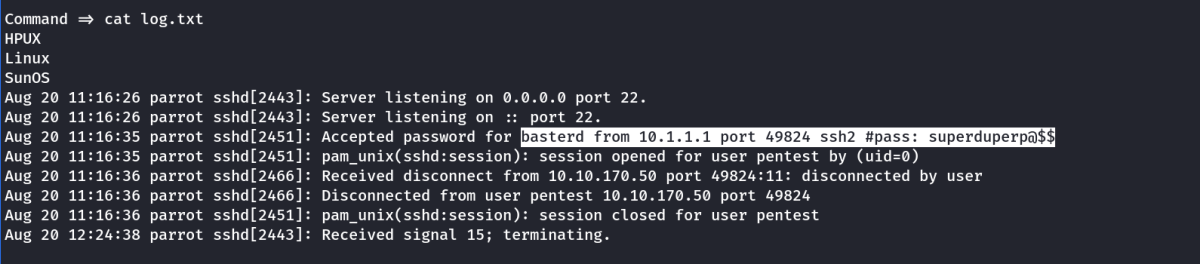 Command ⇒ cat log.txt
HPUX
Linux
SunOS
Aug 20 11:16:26 parrot sshd[2443]: Server listening on 0.0.0.0 port 22.
Aug 20 11:16:26 parrot sshd[2443]: Server listening on :: port 22.
Aug 20 11:16:35 parrot sshd[2451]: Accepted password for basterd from 10.1.1.1 port 49824 ssh2 #pass: superduperp@$$
Aug 20 11:16:35 parrot sshd[2451]: pam_unix(sshd:session): session opened for user pentest by (uid=0)
Aug 20 11:16:36 parrot sshd[2466]: Received disconnect from 10.10.170.50 port 49824:11: disconnected by user
Aug 20 11:16:36 parrot sshd[2466]: Disconnected from user pentest 10.10.170.50 port 49824
Aug 20 11:16:36 parrot sshd[2451]: pam_unix(sshd:session): session closed for user pentest
Aug 20 12:24:38 parrot sshd[2443]: Received signal 15; terminating.